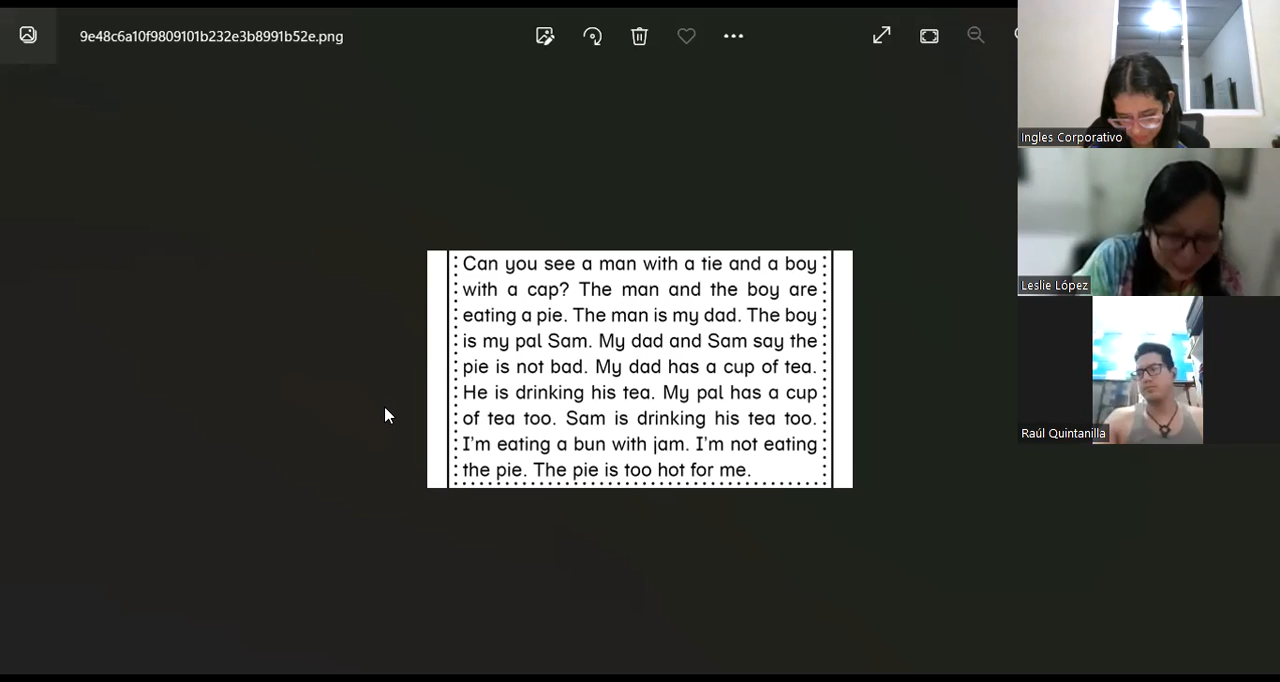 9e48c6a10f9809101b232e3b8991b52e.png
Can you see a man with a tie and a boy
with a cap? The man and the boy are
eating a pie. The man is my dad. The boy
is my pal Sam. My dad and Sam say the
pie is not bad. My dad has a cup of tea.
He is drinking his tea. My pal has a cup
of tea too. Sam is drinking his tea too.
I'm eating a bun with jam. I'm not eating
the pie. The pie is too hot for me.
Ingles Corporativo
Leslie López
Raúl Quintanilla